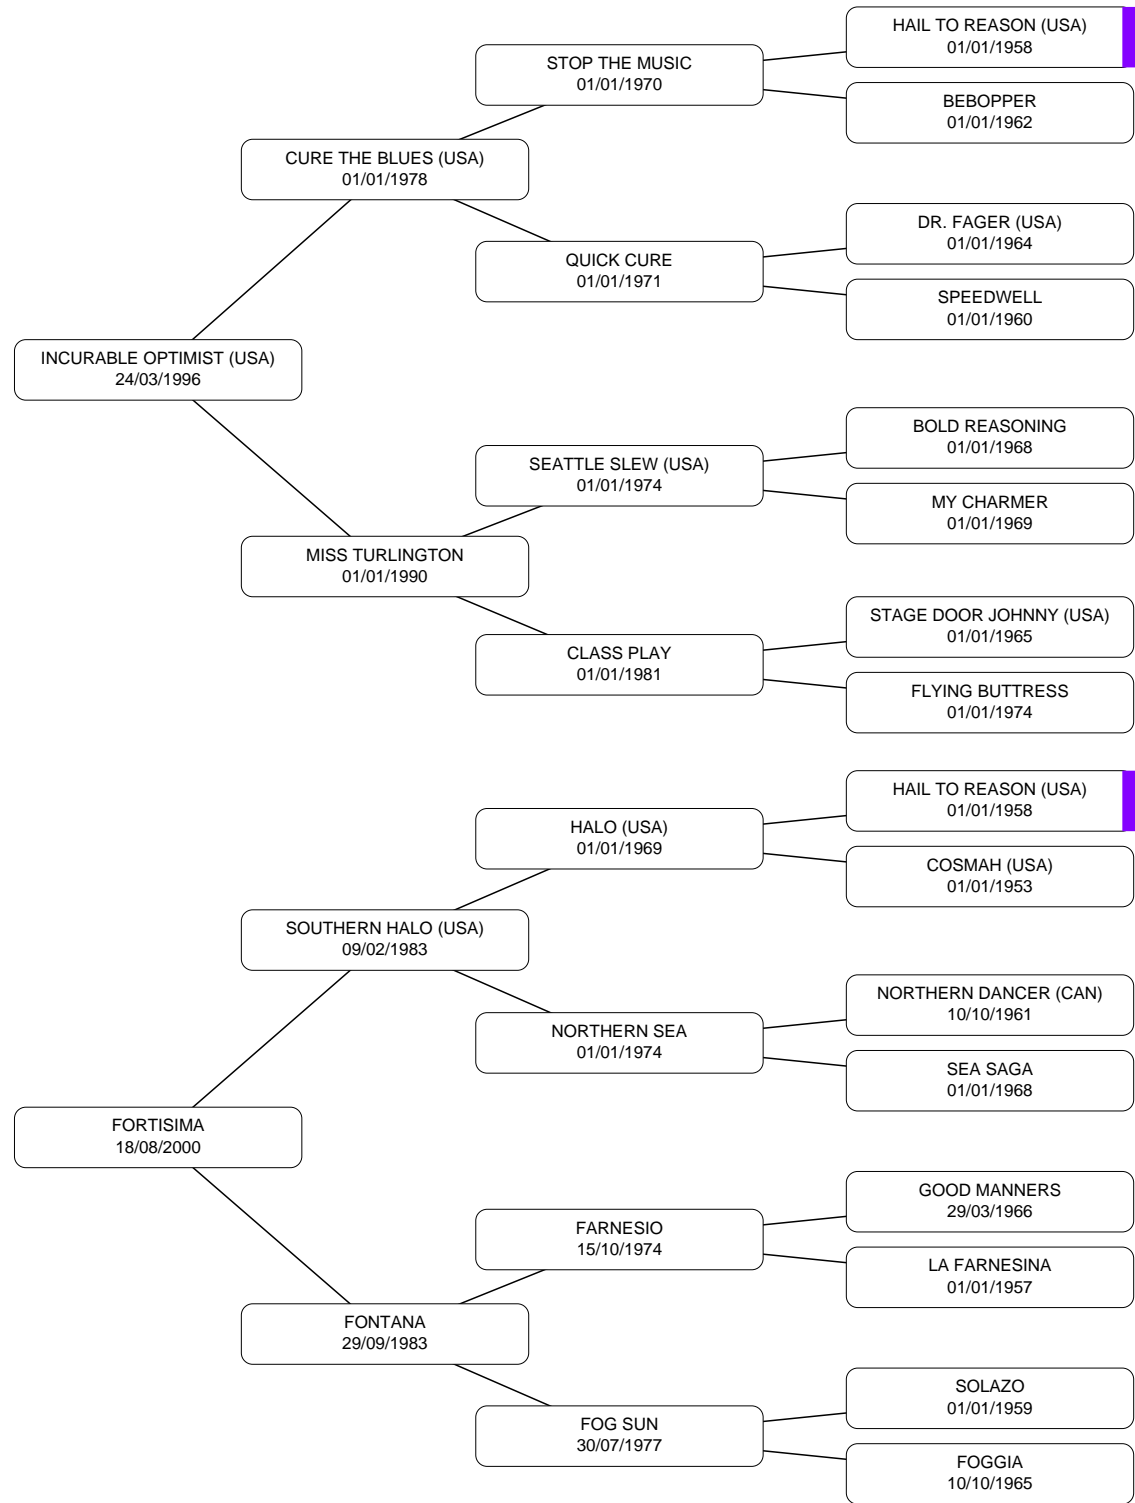 HAIL TO REASON (USA)
01/01/1958
STOP THE MUSIC
01/01/1970
BEBOPPER
01/01/1962
CURE THE BLUES (USA)
01/01/1978
DR. FAGER (USA)
01/01/1964
QUICK CURE
01/01/1971
SPEEDWELL
01/01/1960
INCURABLE OPTIMIST (USA)
24/03/1996
BOLD REASONING
01/01/1968
SEATTLE SLEW (USA)
01/01/1974
MY CHARMER
01/01/1969
MISS TURLINGTON
01/01/1990
STAGE DOOR JOHNNY (USA)
01/01/1965
CLASS PLAY
01/01/1981
FLYING BUTTRESS
01/01/1974
HAIL TO REASON (USA)
01/01/1958
HALO (USA)
01/01/1969
COSMAH (USA)
01/01/1953
SOUTHERN HALO (USA)
09/02/1983
NORTHERN DANCER (CAN)
10/10/1961
NORTHERN SEA
01/01/1974
SEA SAGA
01/01/1968
FORTISIMA
18/08/2000
GOOD MANNERS
29/03/1966
FARNESIO
15/10/1974
LA FARNESINA
01/01/1957
FONTANA
29/09/1983
SOLAZO
01/01/1959
FOG SUN
30/07/1977
FOGGIA
10/10/1965